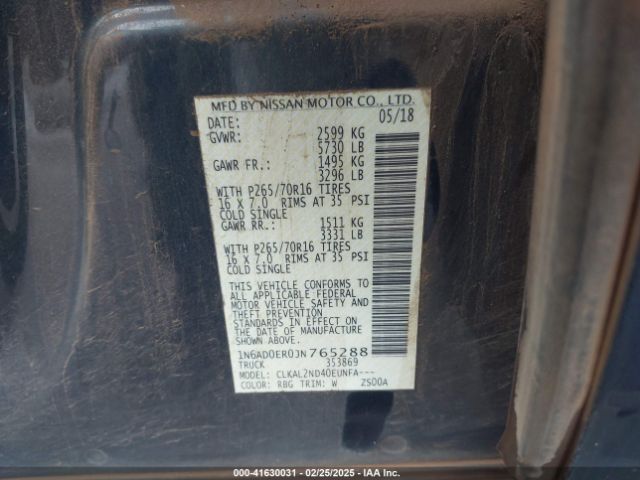 MFD BY NISSAN MOTOR CO., LTD.
DATE: 05/18
GVWR: 2599 KG
5730 LB
GAWR FR.: 1495 KG
3296 LB
WITH P265/70R16 TIRES
16 X 7.0 RIMS AT 35 PSI
COLD SINGLE
GAWR RR.: 1511 KG
3331 LB
WITH P265/70R16 TIRES
16 X 7.0 RIMS AT 35 PSI
COLD SINGLE
THIS VEHICLE CONFORMS TO
ALL APPLICABLE FEDERAL
MOTOR VEHICLE SAFETY AND
THEFT PREVENTION
STANDARDS IN EFFECT ON
THE DATE OF MANUFACTURE
SHOWN ABOVE.
1N6AD0ER0JN765288
TRUCK 353869
MODEL: CLKAL2ND40EUNFA---
COLOR: RBG TRIM: W ZS00A
000-41630031 - 02/25/2025 - IAA Inc.